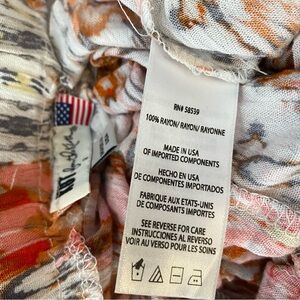 RN# 58539
100% RAYON/ RAYON/ RAYONNE
MADE IN USA
OF IMPORTED COMPONENTS
HECHO EN USA
DE COMPONENTES IMPORTADOS
FABRIQUE AUX ETATS-UNIS
DE COMPOSANTS IMPORTES
SEE REVERSE FOR CARE
INSTRUCCIONES AL REVERSO
VOIR AU VERSO POUR LES SOINS